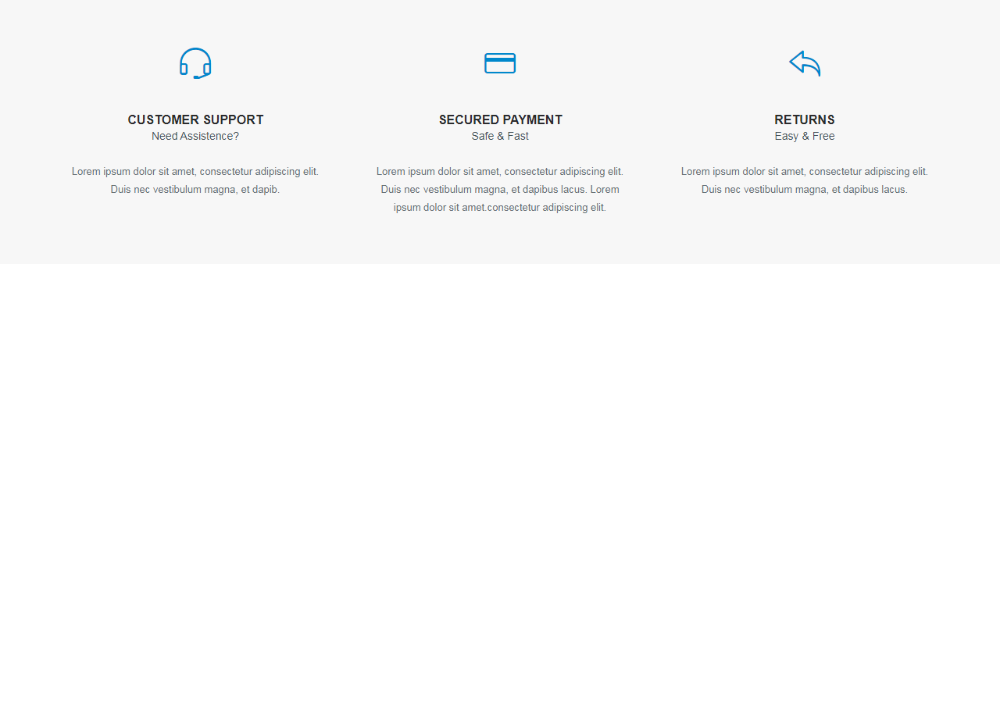 CUSTOMER SUPPORT
Need Assistence?
Lorem ipsum dolor sit amet, consectetur adipiscing elit.
Duis nec vestibulum magna, et dapib.
SECURED PAYMENT
Safe & Fast
Lorem ipsum dolor sit amet, consectetur adipiscing elit.
Duis nec vestibulum magna, et dapibus lacus. Lorem
ipsum dolor sit amet.consectetur adipiscing elit.
RETURNS
Easy & Free
Lorem ipsum dolor sit amet, consectetur adipiscing elit.
Duis nec vestibulum magna, et dapibus lacus.